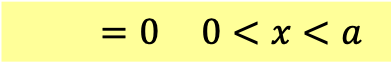 = 0 0 < x < a